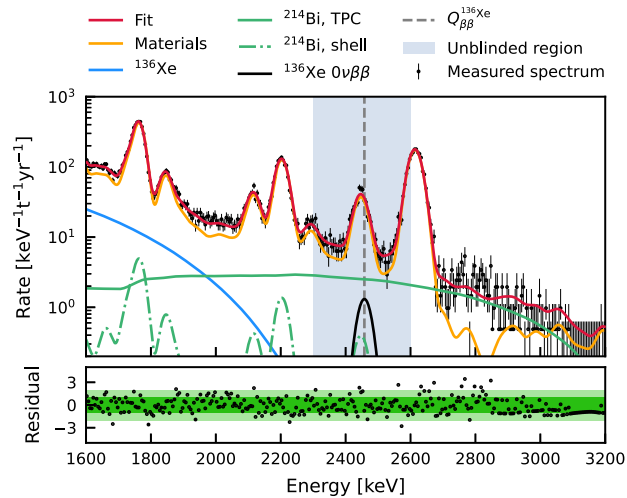 Fit
Materials
¹³⁶Xe
²¹⁴Bi, TPC
²¹⁴Bi, shell
¹³⁶Xe 0νββ
Q_{ββ}^{¹³⁶Xe}
Unblinded region
Measured spectrum
Rate [keV⁻¹t⁻¹yr⁻¹]
10³
10²
10¹
10⁰
Residual
3
0
−3
1600 1800 2000 2200 2400 2600 2800 3000 3200
Energy [keV]